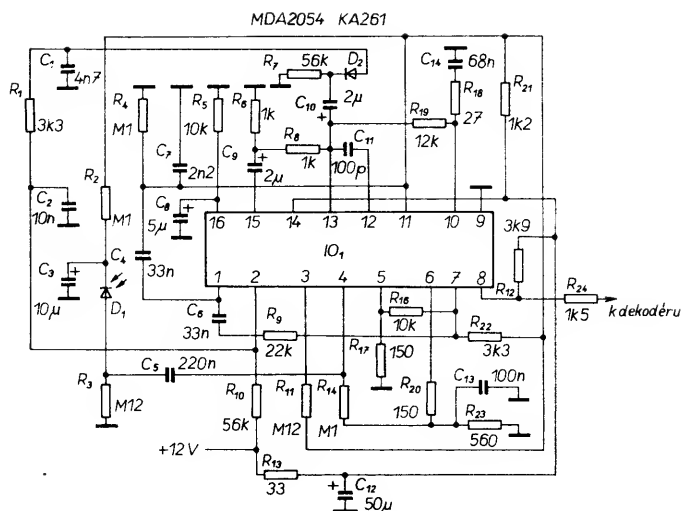 MDA2054 KA261
C1
4n7
R7
56k
D2
C14
68n
R1
3k3
R4
M1
R5
10k
R6
1k
C10
2μ
R18
27
R21
1k2
R19
12k
C7
2n2
C9
2μ
R8
1k
C11
100p
R2
M1
C2
10n
C8
5μ
16 15 14 13 12 11 10 9
IO1
1 2 3 4 5 6 7 8
3k9
R12
R24
1k5
k dekodéru
C4
33n
C3
10μ
D1
C6
33n
R9
22k
R16
10k
R22
3k3
R17
150
C5 220n
R3
M12
R10
56k
R11
M12
R14
M1
R20
150
C13 100n
R23
560
+12V
R13
33
C12
50μ